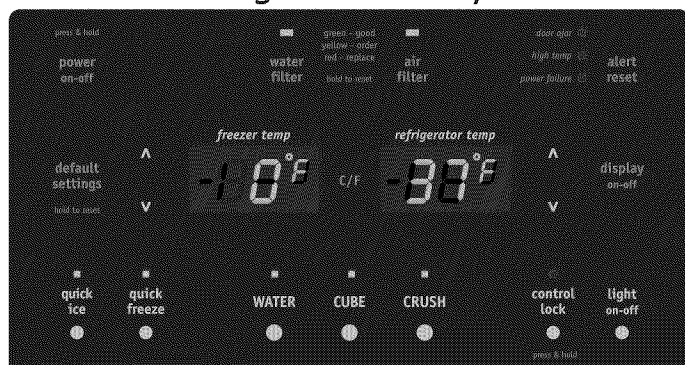 press & hold
power
on-off
water
filter
green - good
yellow - order
red - replace
hold to reset
air
filter
door ajar
high temp
power failure
alert
reset
default
settings
hold to reset
freezer temp
0°F
C/F
refrigerator temp
37°F
display
on-off
quick
ice
quick
freeze
WATER
CUBE
CRUSH
control
lock
press & hold
light
on-off